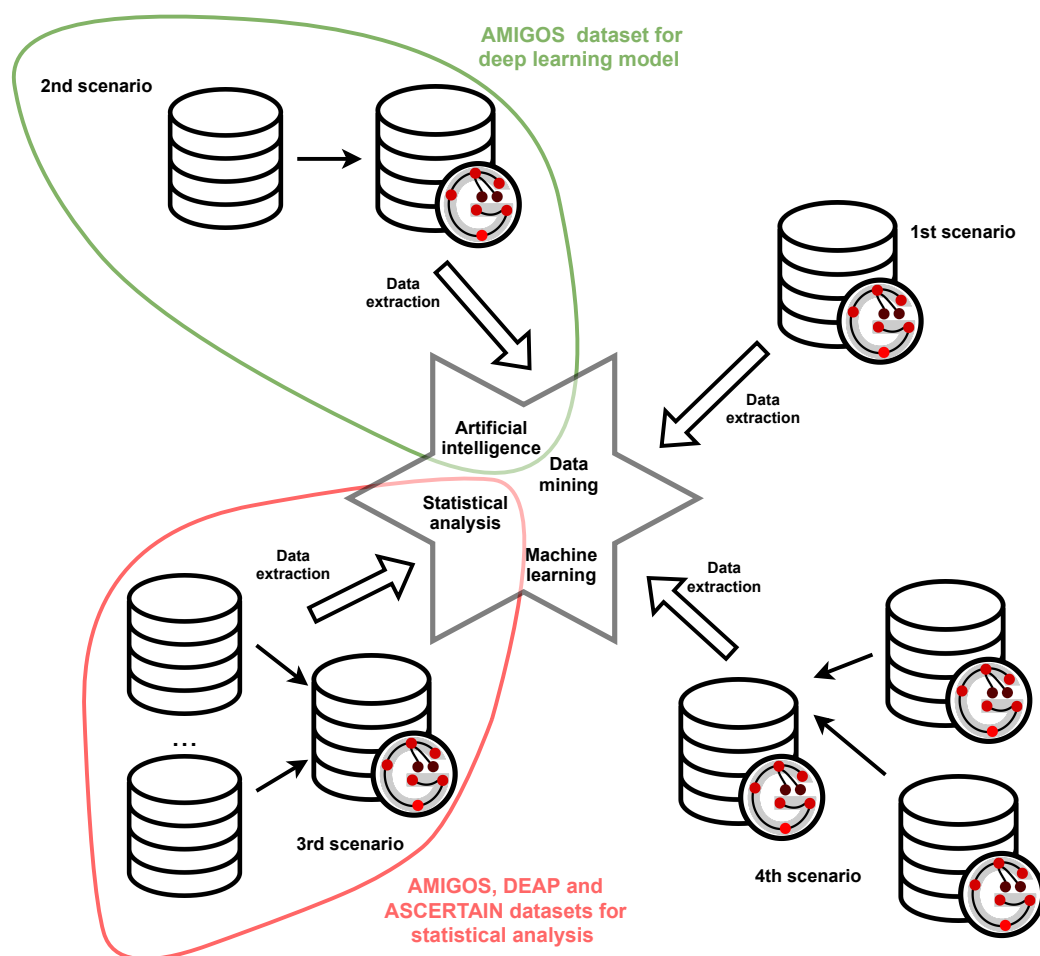 AMIGOS dataset for
deep learning model
2nd scenario
1st scenario
Data
extraction
Data
extraction
Artificial
intelligence
Data
mining
Statistical
analysis
Machine
learning
Data
extraction
Data
extraction
...
3rd scenario
4th scenario
AMIGOS, DEAP and
ASCERTAIN datasets for
statistical analysis